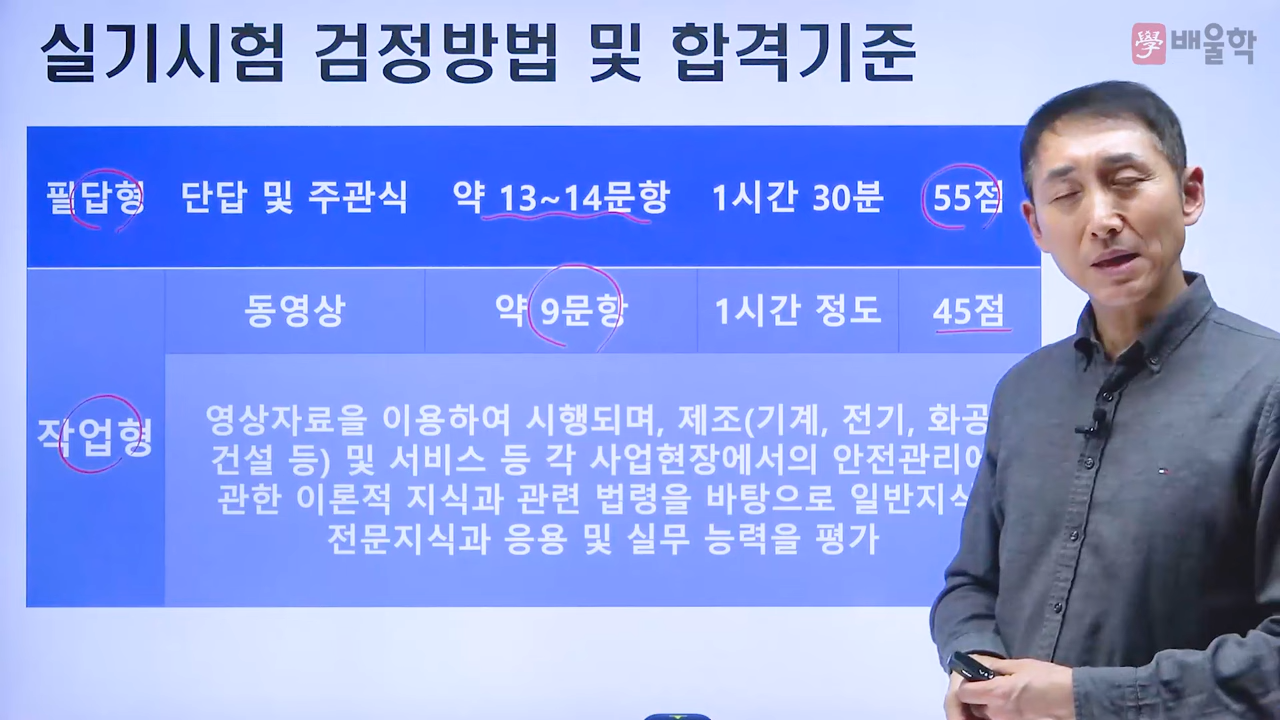 실기시험 검정방법 및 합격기준
學 배울학
필답형 단답 및 주관식 약 13~14문항 1시간 30분 55점
동영상 약 9문항 1시간 정도 45점
작업형
영상자료을 이용하여 시행되며, 제조(기계, 전기, 화공
건설 등) 및 서비스 등 각 사업현장에서의 안전관리에
관한 이론적 지식과 관련 법령을 바탕으로 일반지식
전문지식과 응용 및 실무 능력을 평가